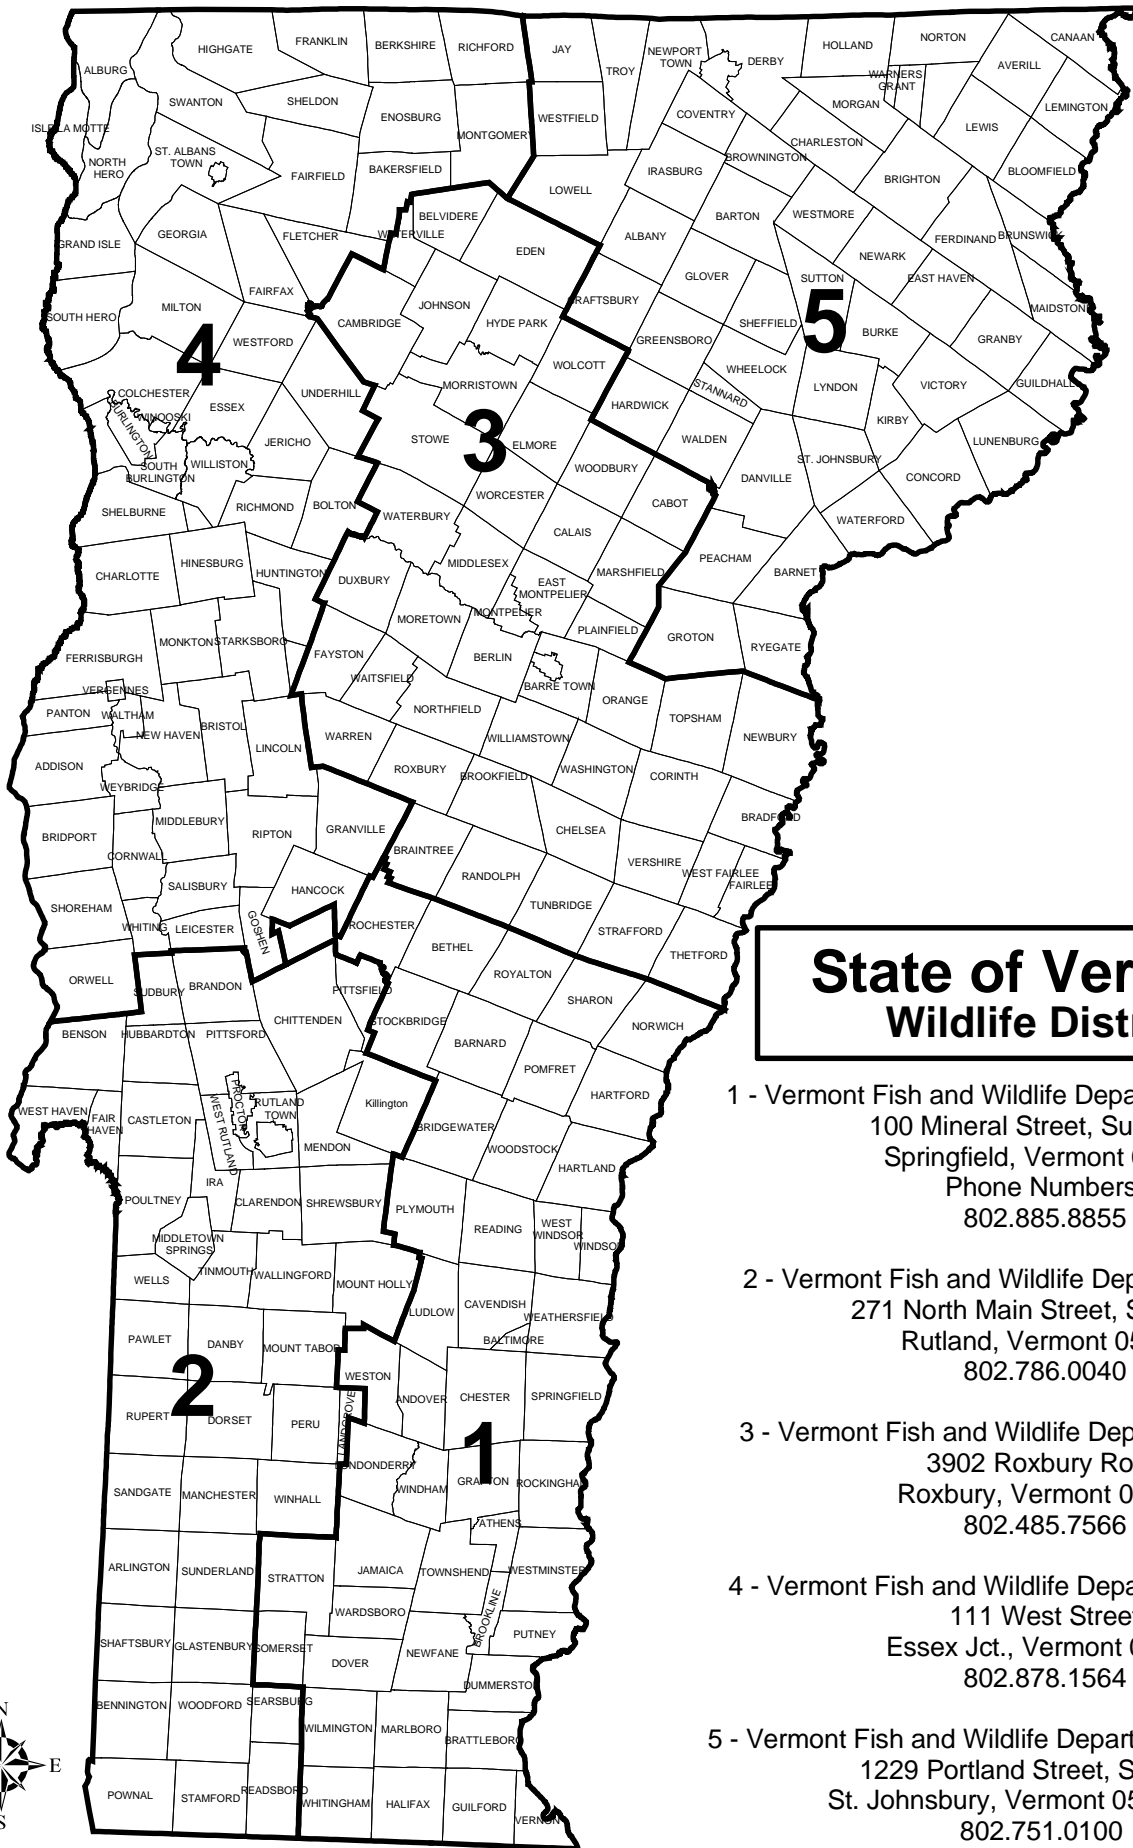 HIGHGATE
FRANKLIN
BERKSHIRE
RICHFORD
JAY
TROY
NEWPORT
TOWN
DERBY
HOLLAND
NORTON
CANAAN
ALBURG
AVERILL
WARNERS
GRANT
SWANTON
SHELDON
ENOSBURG
MONTGOMERY
WESTFIELD
COVENTRY
MORGAN
LEMINGTON
LEWIS
ISLE LA MOTTE
NORTH
HERO
ST. ALBANS
TOWN
FAIRFIELD
BAKERSFIELD
LOWELL
IRASBURG
BROWNINGTON
CHARLESTON
BRIGHTON
BLOOMFIELD
GRAND ISLE
GEORGIA
FLETCHER
WATERVILLE
BELVIDERE
EDEN
ALBANY
BARTON
WESTMORE
NEWARK
FERDINAND
BRUNSWICK
SOUTH HERO
MILTON
FAIRFAX
CAMBRIDGE
JOHNSON
HYDE PARK
CRAFTSBURY
GLOVER
SUTTON
EAST HAVEN
MAIDSTONE
4
5
WESTFORD
GREENSBORO
SHEFFIELD
BURKE
GRANBY
COLCHESTER
WINOOSKI
BURLINGTON
ESSEX
UNDERHILL
MORRISTOWN
WOLCOTT
HARDWICK
STANNARD
WHEELOCK
LYNDON
VICTORY
GUILDHALL
SOUTH
BURLINGTON
WILLISTON
JERICHO
STOWE
3
ELMORE
WOODBURY
WALDEN
DANVILLE
ST. JOHNSBURY
KIRBY
LUNENBURG
CONCORD
SHELBURNE
RICHMOND
BOLTON
WATERBURY
WORCESTER
CALAIS
CABOT
WATERFORD
CHARLOTTE
HINESBURG
HUNTINGTON
DUXBURY
MIDDLESEX
EAST
MONTPELIER
MARSHFIELD
PEACHAM
BARNET
FERRISBURGH
MONKTON
STARKSBORO
FAYSTON
MORETOWN
MONTPELIER
BERLIN
PLAINFIELD
GROTON
RYEGATE
VERGENNES
PANTON
WALTHAM
NEW HAVEN
BRISTOL
LINCOLN
WAITSFIELD
WARREN
NORTHFIELD
BARRE TOWN
ORANGE
TOPSHAM
NEWBURY
ADDISON
WEYBRIDGE
ROXBURY
BROOKFIELD
WILLIAMSTOWN
WASHINGTON
CORINTH
BRIDPORT
CORNWALL
MIDDLEBURY
RIPTON
GRANVILLE
BRAINTREE
RANDOLPH
CHELSEA
VERSHIRE
BRADFORD
WEST FAIRLEE
FAIRLEE
SHOREHAM
WHITING
SALISBURY
LEICESTER
GOSHEN
HANCOCK
ROCHESTER
BETHEL
TUNBRIDGE
STRAFFORD
THETFORD
ORWELL
SUDBURY
BRANDON
PITTSFIELD
STOCKBRIDGE
ROYALTON
SHARON
NORWICH
BENSON
HUBBARDTON
PITTSFORD
CHITTENDEN
BARNARD
POMFRET
HARTFORD
WEST HAVEN
FAIR
HAVEN
CASTLETON
WEST RUTLAND
PROCTOR
RUTLAND
TOWN
MENDON
Killington
BRIDGEWATER
WOODSTOCK
HARTLAND
POULTNEY
IRA
CLARENDON
SHREWSBURY
PLYMOUTH
READING
WEST
WINDSOR
WINDSOR
MIDDLETOWN
SPRINGS
WELLS
TINMOUTH
WALLINGFORD
MOUNT HOLLY
LUDLOW
CAVENDISH
WEATHERSFIELD
BALTIMORE
PAWLET
DANBY
MOUNT TABOR
WESTON
ANDOVER
CHESTER
SPRINGFIELD
2
RUPERT
DORSET
PERU
LANDGROVE
LONDONDERRY
WINDHAM
1
GRAFTON
ROCKINGHAM
SANDGATE
MANCHESTER
WINHALL
ATHENS
ARLINGTON
SUNDERLAND
STRATTON
JAMAICA
TOWNSHEND
WESTMINSTER
WARDSBORO
BROOKLINE
PUTNEY
SHAFTSBURY
GLASTENBURY
SOMERSET
DOVER
NEWFANE
DUMMERSTO
BENNINGTON
WOODFORD
SEARSBURG
WILMINGTON
MARLBORO
BRATTLEBORO
POWNAL
STAMFORD
READSBORO
WHITINGHAM
HALIFAX
GUILFORD
VERNON
N
E
S
State of Ver
Wildlife Dist
1 - Vermont Fish and Wildlife Depa
100 Mineral Street, Su
Springfield, Vermont
Phone Numbers
802.885.8855
2 - Vermont Fish and Wildlife Dep
271 North Main Street, S
Rutland, Vermont 05
802.786.0040
3 - Vermont Fish and Wildlife Dep
3902 Roxbury Ro
Roxbury, Vermont 0
802.485.7566
4 - Vermont Fish and Wildlife Depa
111 West Street
Essex Jct., Vermont
802.878.1564
5 - Vermont Fish and Wildlife Depart
1229 Portland Street, S
St. Johnsbury, Vermont 05
802.751.0100